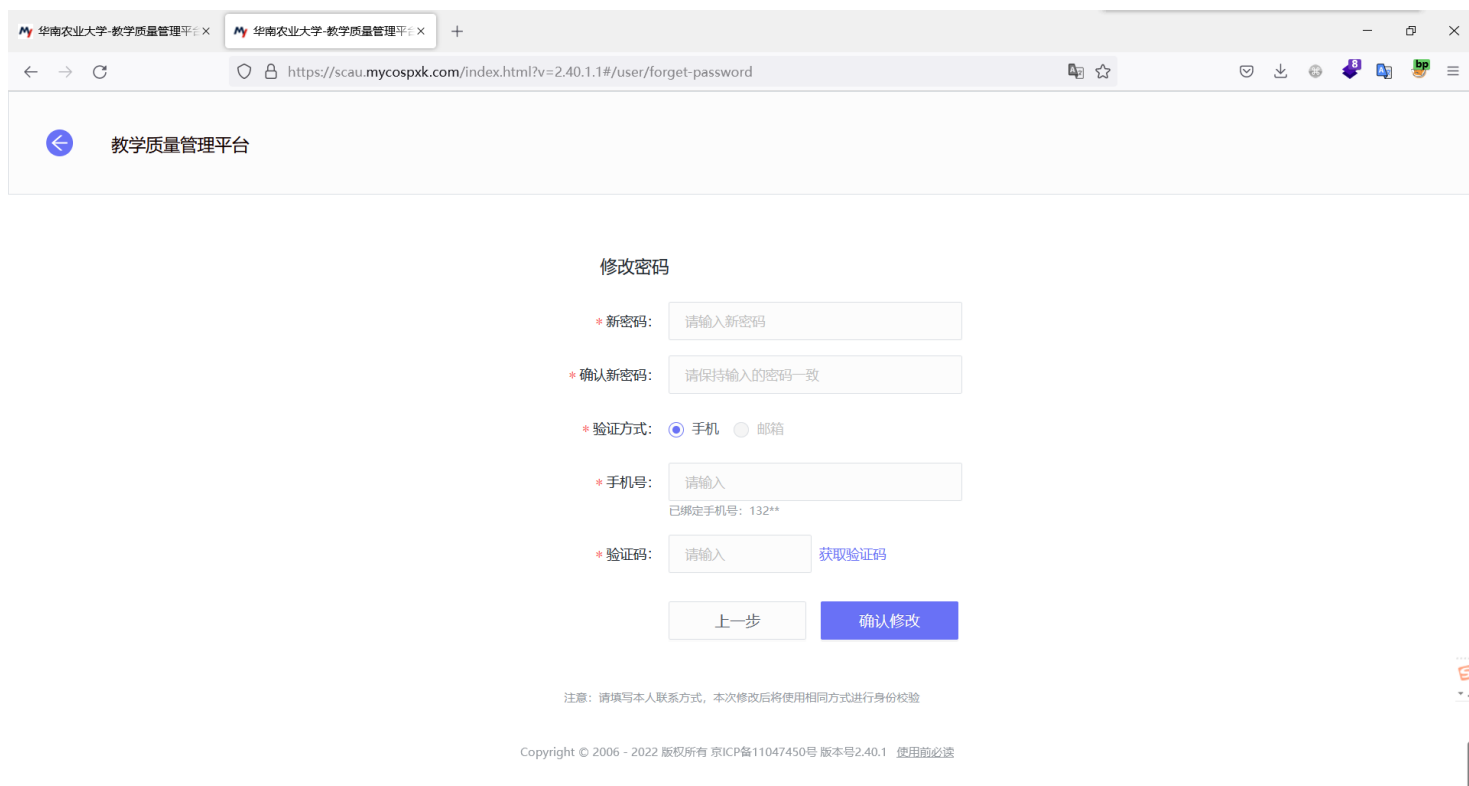 My 华南农业大学-教学质量管理平台 My 华南农业大学-教学质量管理平台
https://scau.mycospxk.com/index.html?v=2.40.1.1#/user/forget-password 8 bp
教学质量管理平台
修改密码
* 新密码： 请输入新密码
* 确认新密码： 请保持输入的密码一致
* 验证方式： 手机 邮箱
* 手机号： 请输入
已绑定手机号：132**
* 验证码： 请输入 获取验证码
上一步 确认修改
注意：请填写本人联系方式，本次修改后将使用相同方式进行身份校验
Copyright © 2006 - 2022 版权所有 京ICP备11047450号 版本号2.40.1 使用前必读